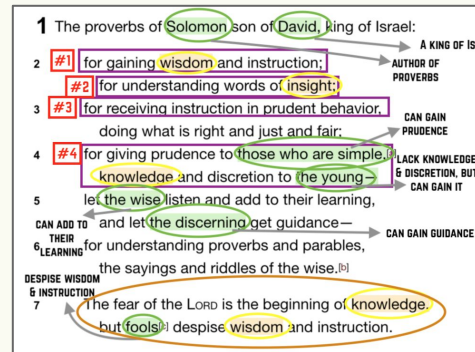 1 The proverbs of Solomon son of David, king of Israel:
A KING OF IS
AUTHOR OF
PROVERBS
2 #1 for gaining wisdom and instruction;
#2 for understanding words of insight;
3 #3 for receiving instruction in prudent behavior,
doing what is right and just and fair;
CAN GAIN
PRUDENCE
4 #4 for giving prudence to those who are simple,
knowledge and discretion to the young—
LACK KNOWLEDGE
& DISCRETION, BUT
CAN GAIN IT
5 let the wise listen and add to their learning,
and let the discerning get guidance—
CAN ADD TO
THEIR
LEARNING
CAN GAIN GUIDANCE
6 for understanding proverbs and parables,
the sayings and riddles of the wise.[b]
DESPISE WISDOM
& INSTRUCTION
7 The fear of the LORD is the beginning of knowledge,
but fools[c] despise wisdom and instruction.